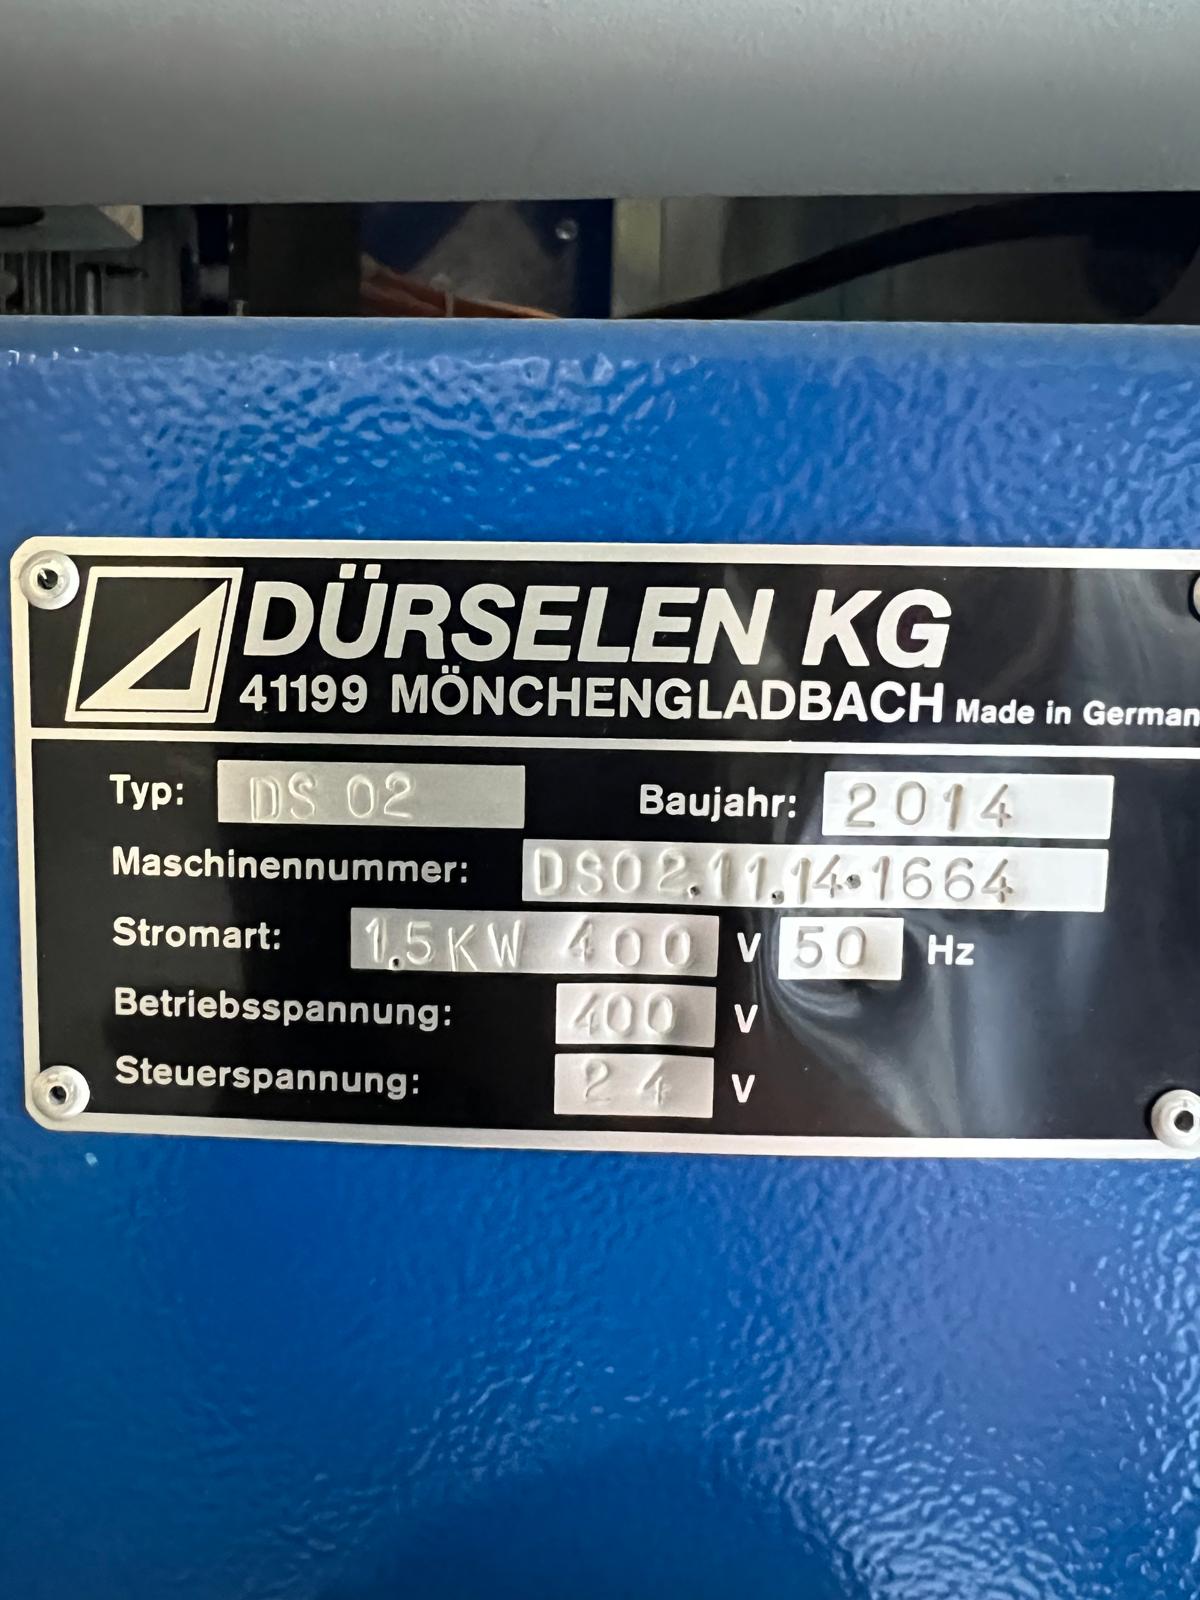 DÜRSELEN KG
41199 MÖNCHENGLADBACH Made in German
Typ: DS 02 Baujahr: 2014
Maschinennummer: DS02.11.14.1664
Stromart: 1.5KW 400 V 50 Hz
Betriebsspannung: 400 V
Steuerspannung: 24 V